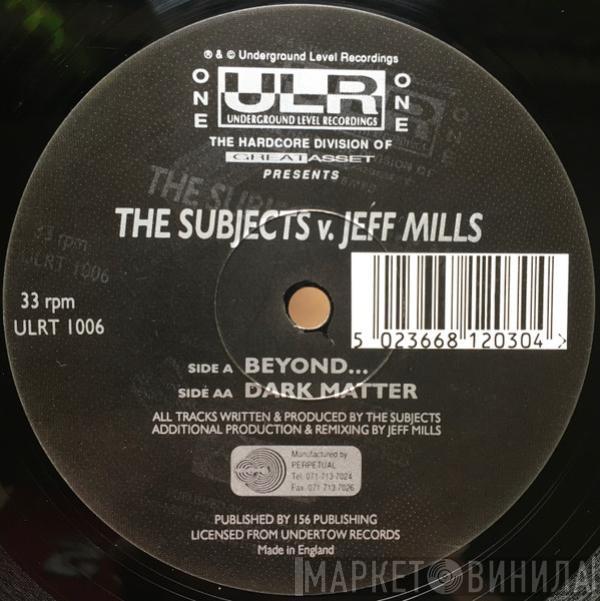 ℗ & © Underground Level Recordings
ONE ULR ONE
UNDERGROUND LEVEL RECORDINGS
THE HARDCORE DIVISION OF
GREAT ASSET
PRESENTS
THE SUBJECTS v. JEFF MILLS
33 rpm
ULRT 1006
5 023668 120304 >
SIDE A BEYOND...
SIDE AA DARK MATTER
ALL TRACKS WRITTEN & PRODUCED BY THE SUBJECTS
ADDITIONAL PRODUCTION & REMIXING BY JEFF MILLS
Manufactured by
PERPETUAL
Tel. 071-713-7024
Fax. 071-713-7026
PUBLISHED BY 156 PUBLISHING
LICENSED FROM UNDERTOW RECORDS
Made in England
МАРКЕТ ВИНИЛА